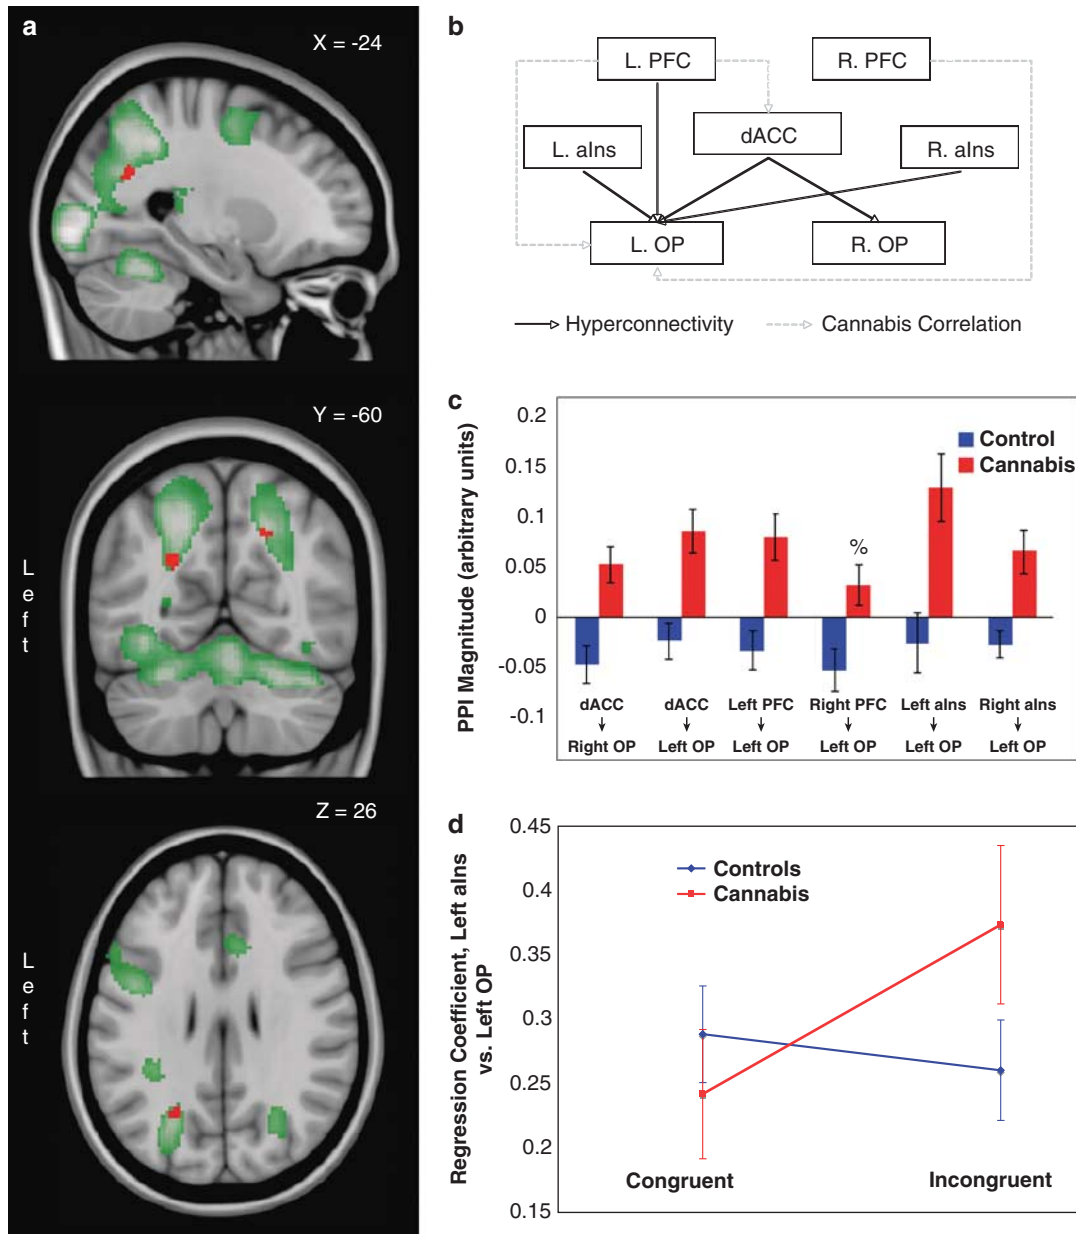 a
X = -24
Y = -60
Left
Z = 26
Left
b
L. PFC
R. PFC
L. aIns
dACC
R. aIns
L. OP
R. OP
Hyperconnectivity
Cannabis Correlation
c
PPI Magnitude (arbitrary units)
0.2
0.15
0.1
0.05
0
-0.05
-0.1
Control
Cannabis
%
dACC
Right OP
dACC
Left OP
Left PFC
Left OP
Right PFC
Left OP
Left aIns
Left OP
Right aIns
Left OP
d
Regression Coefficient, Left aIns
vs. Left OP
0.45
0.4
0.35
0.3
0.25
0.2
0.15
Controls
Cannabis
Congruent
Incongruent